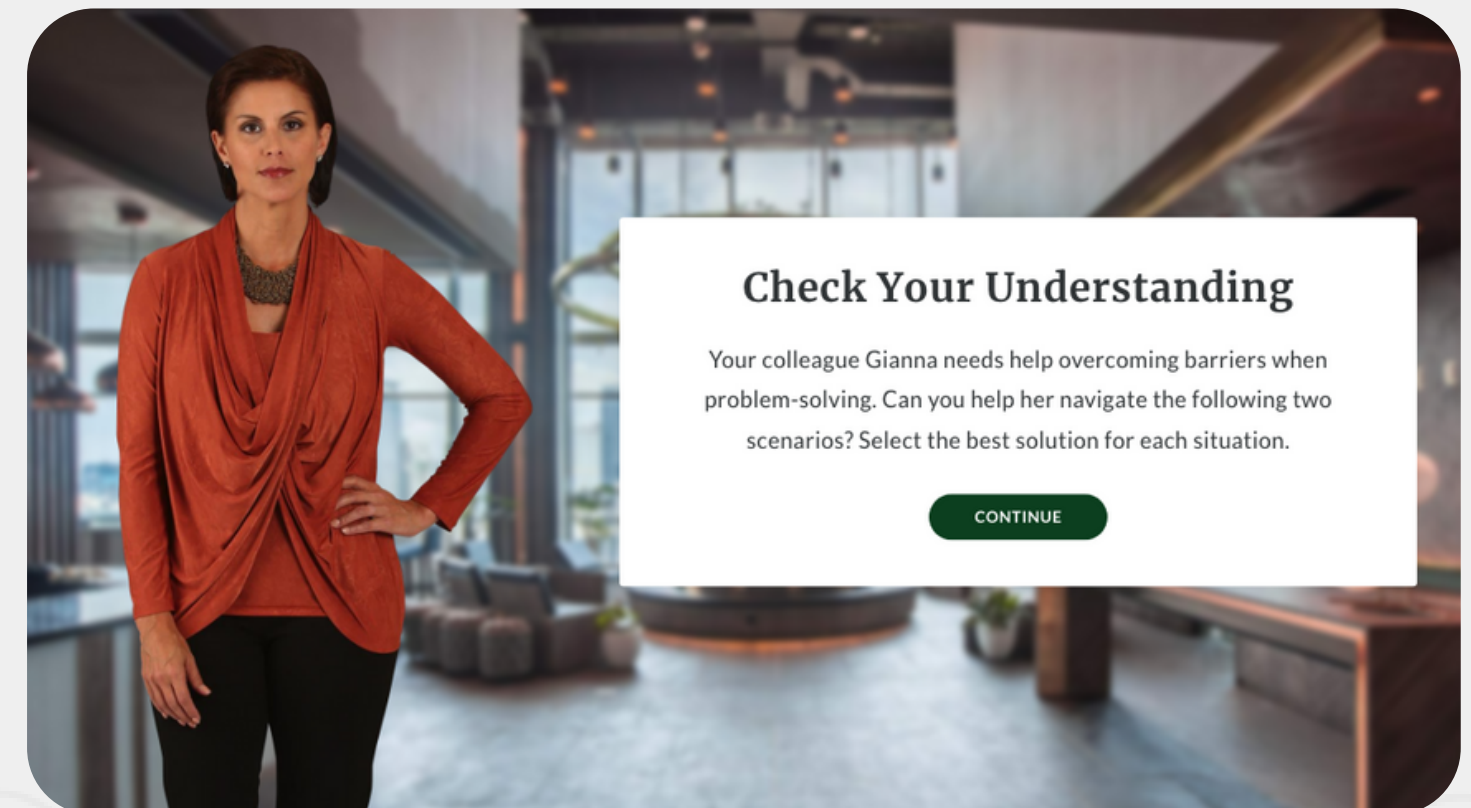 Check Your Understanding
Your colleague Gianna needs help overcoming barriers when
problem-solving. Can you help her navigate the following two
scenarios? Select the best solution for each situation.
CONTINUE